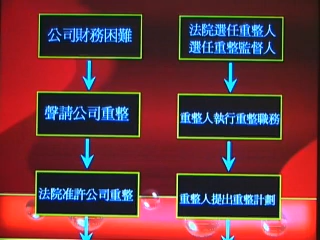 公司財務困難
聲請公司重整
法院准許公司重整
法院選任重整人
選任重整監督人
重整人執行重整職務
重整人提出重整計劃